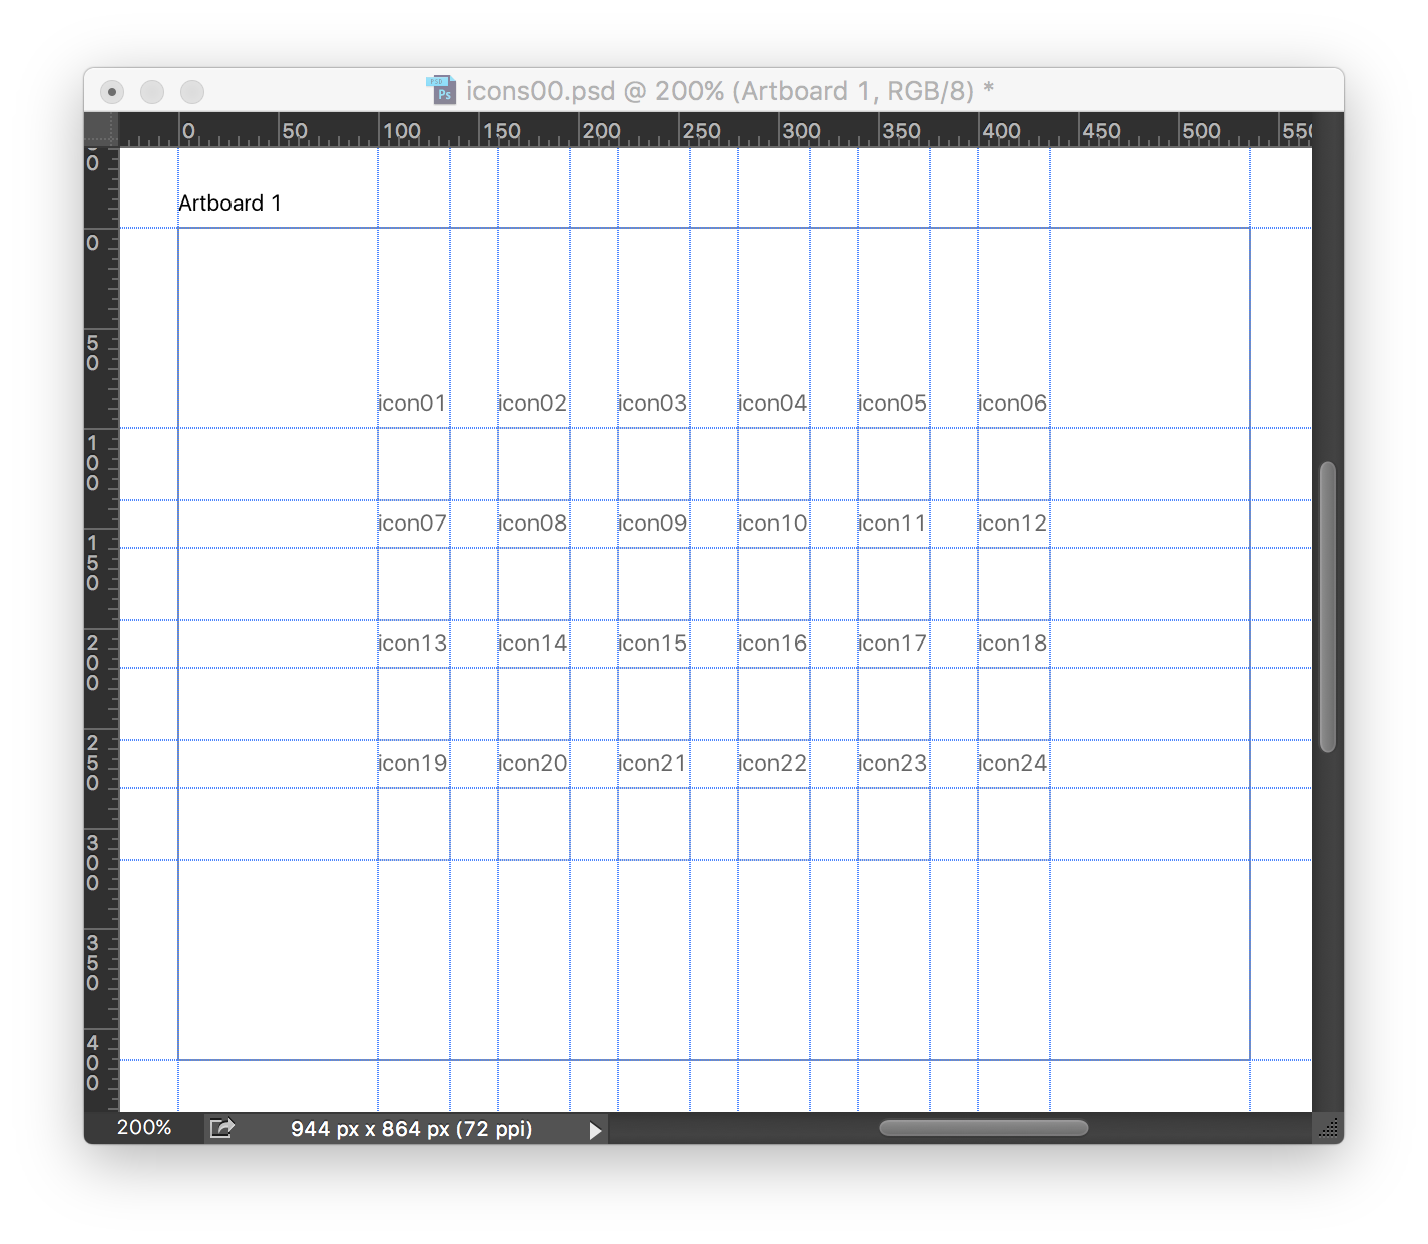 icons00.psd @ 200% (Artboard 1, RGB/8) *
0 50 100 150 200 250 300 350 400 450 500 550
0
Artboard 1
0
50
icon01 icon02 icon03 icon04 icon05 icon06
100
icon07 icon08 icon09 icon10 icon11 icon12
150
icon13 icon14 icon15 icon16 icon17 icon18
200
icon19 icon20 icon21 icon22 icon23 icon24
250
300
350
400
200% 944 px x 864 px (72 ppi)